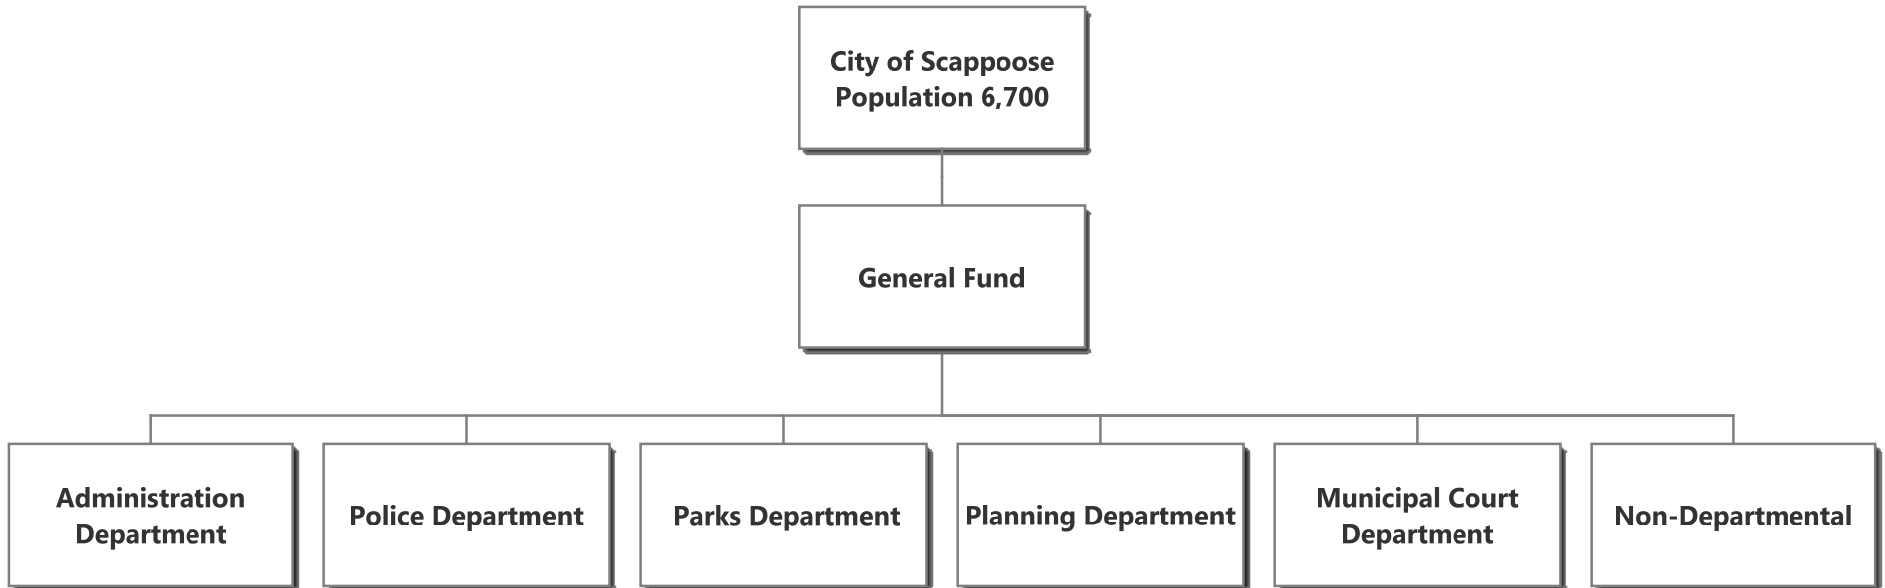 City of Scappoose
Population 6,700
General Fund
Administration
Department
Police Department
Parks Department
Planning Department
Municipal Court
Department
Non-Departmental